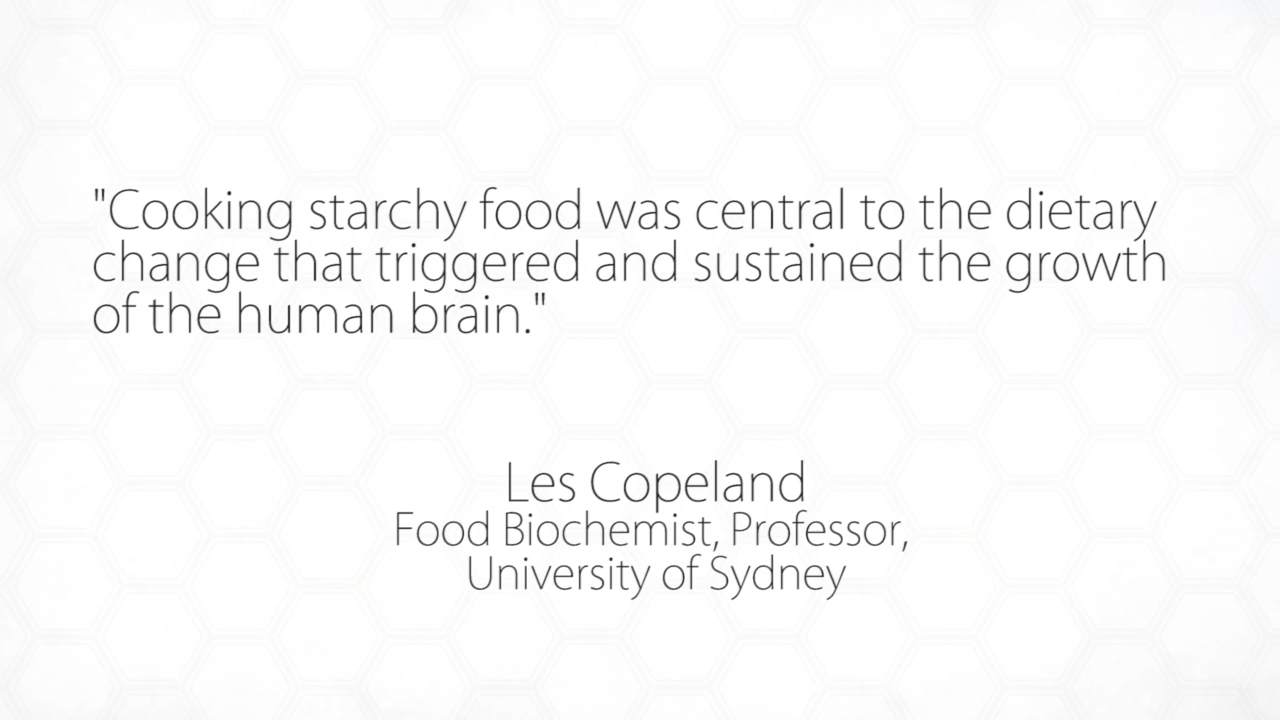 "Cooking starchy food was central to the dietary
change that triggered and sustained the growth
of the human brain."
Les Copeland
Food Biochemist, Professor,
University of Sydney